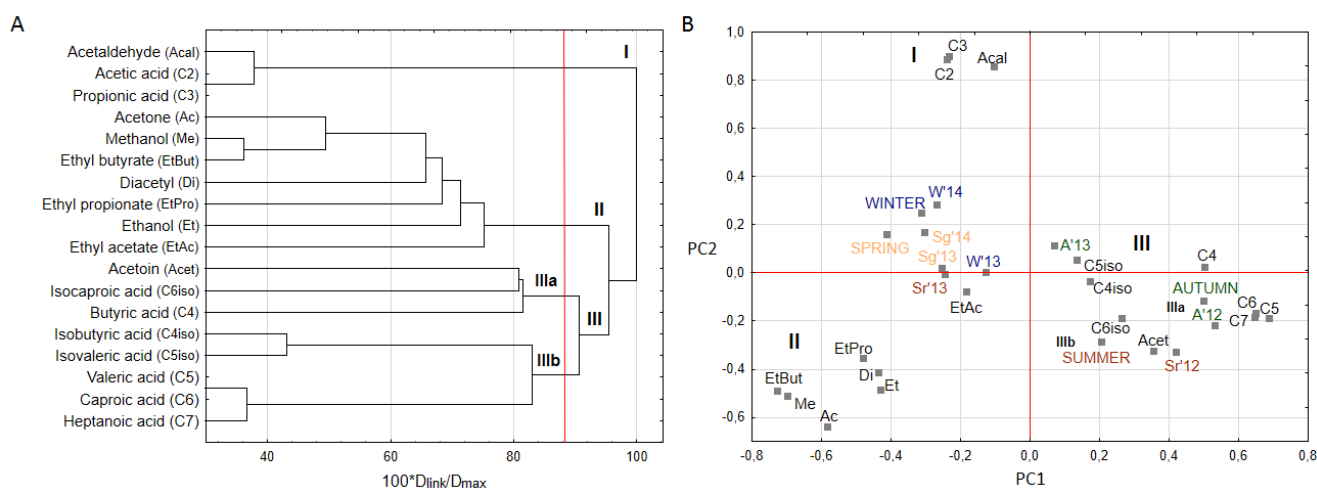 A
I
Acetaldehyde (Acal)
Acetic acid (C2)
Propionic acid (C3)
Acetone (Ac)
Methanol (Me)
Ethyl butyrate (EtBut)
Diacetyl (Di)
Ethyl propionate (EtPro)
II
Ethanol (Et)
Ethyl acetate (EtAc)
Acetoin (Acet)
IIIa
Isocaproic acid (C6iso)
Butyric acid (C4)
III
Isobutyric acid (C4iso)
Isovaleric acid (C5iso)
IIIb
Valeric acid (C5)
Caproic acid (C6)
Heptanoic acid (C7)
40 60 80 100
100*Dlink/Dmax
B
1,0
0,8
0,6
0,4
0,2
0,0
-0,2
-0,4
-0,6
PC2
I
C3
C2
Acal
W'14
WINTER
Sg'14
SPRING
Sg'13
W'13
Sr'13
EtAc
A'13
III
C5iso
C4
C4iso
AUTUMN
IIIa
C6
C5
A'12
C7
C6iso
IIIb
Acet
SUMMER
Sr'12
II
EtPro
Di
Et
EtBut
Me
Ac
-0,8 -0,6 -0,4 -0,2 0,0 0,2 0,4 0,6 0,8
PC1